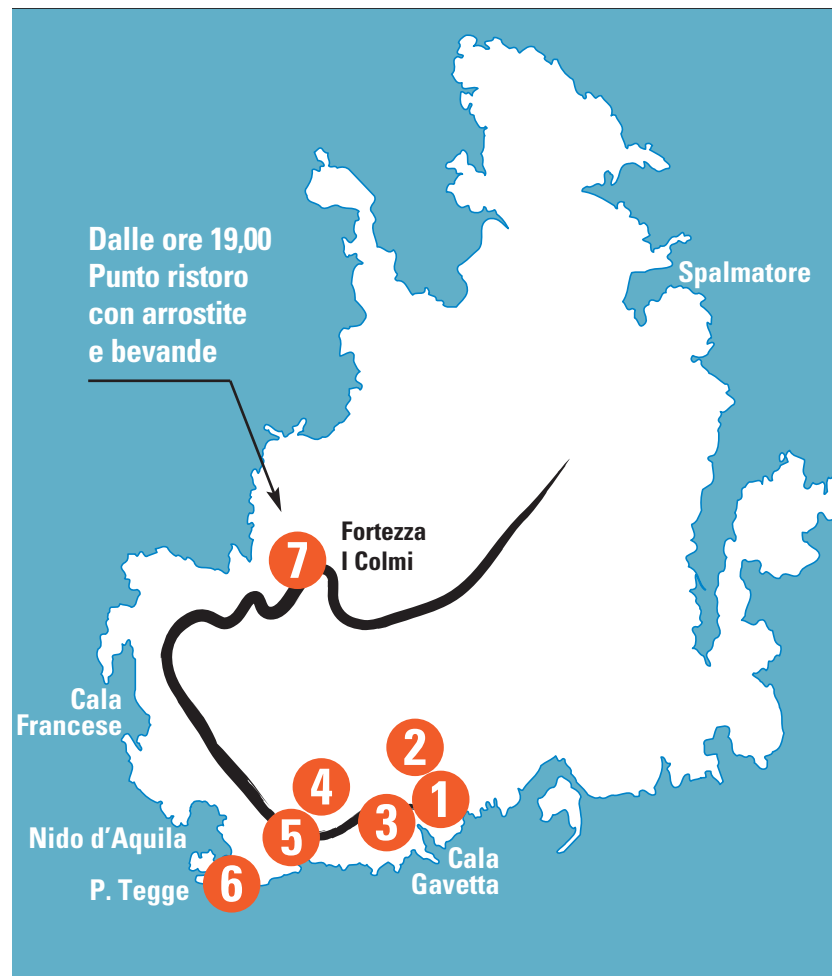 Dalle ore 19,00
Punto ristoro
con arrostite
e bevande
Spalmatore
Fortezza
I Colmi
7
Cala
Francese
2
4
1
3
5
Nido d’Aquila
Cala
Gavetta
P. Tegge
6